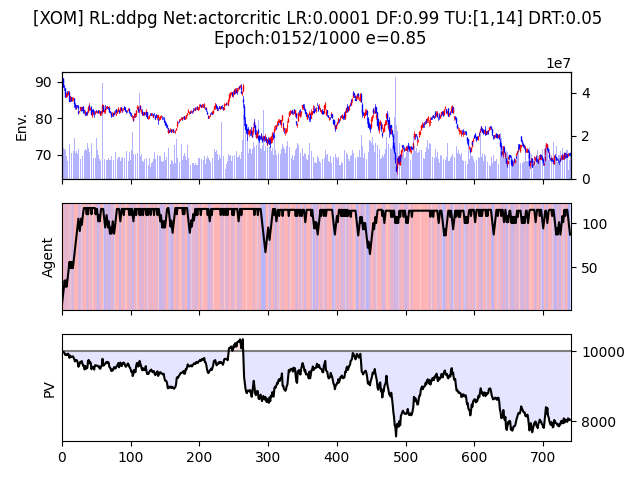 [XOM] RL:ddpg Net:actorcritic LR:0.0001 DF:0.99 TU:[1,14] DRT:0.05
Epoch:0152/1000 e=0.85
1e7
Env.
90
80
70
4
2
0
Agent
100
50
PV
10000
8000
0 100 200 300 400 500 600 700